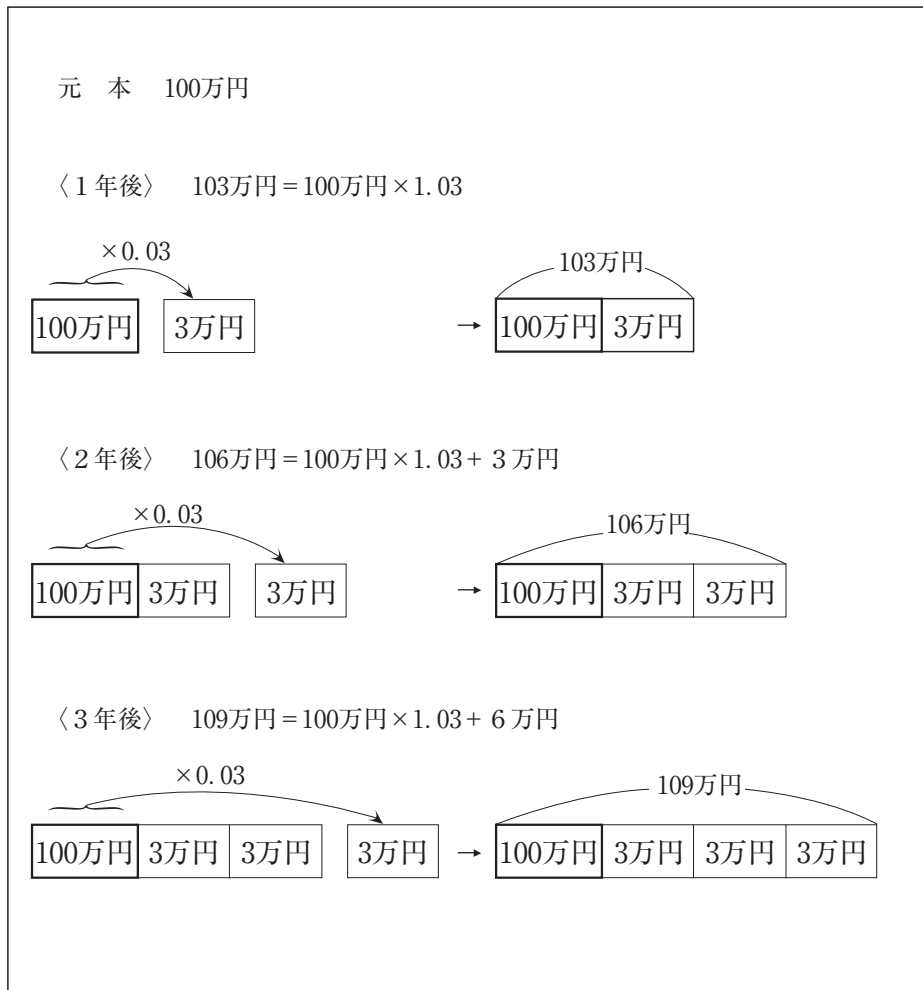 元　本　100万円
〈１年後〉　103万円＝100万円×1.03
×0.03
103万円
100万円　3万円　→　100万円　3万円
〈２年後〉　106万円＝100万円×1.03+ 3 万円
×0.03
106万円
100万円　3万円　3万円　→　100万円　3万円　3万円
〈３年後〉　109万円＝100万円×1.03+ 6 万円
×0.03
109万円
100万円　3万円　3万円　3万円　→　100万円　3万円　3万円　3万円